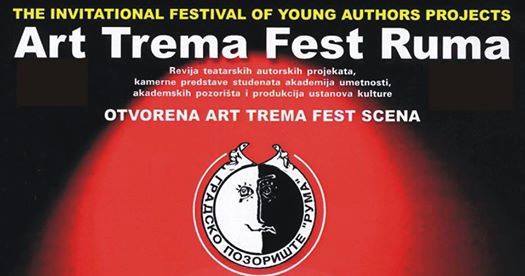 THE INVITATIONAL FESTIVAL OF YOUNG AUTHORS PROJECTS
Art Trema Fest Ruma
Revija teatarskih autorskih projekata,
kamerne predstave studenata akademija umetnosti,
akademskih pozorišta i produkcija ustanova kulture
OTVORENA ART TREMA FEST SCENA
ГРАДСКО ПОЗОРИШТЕ "РУМА"